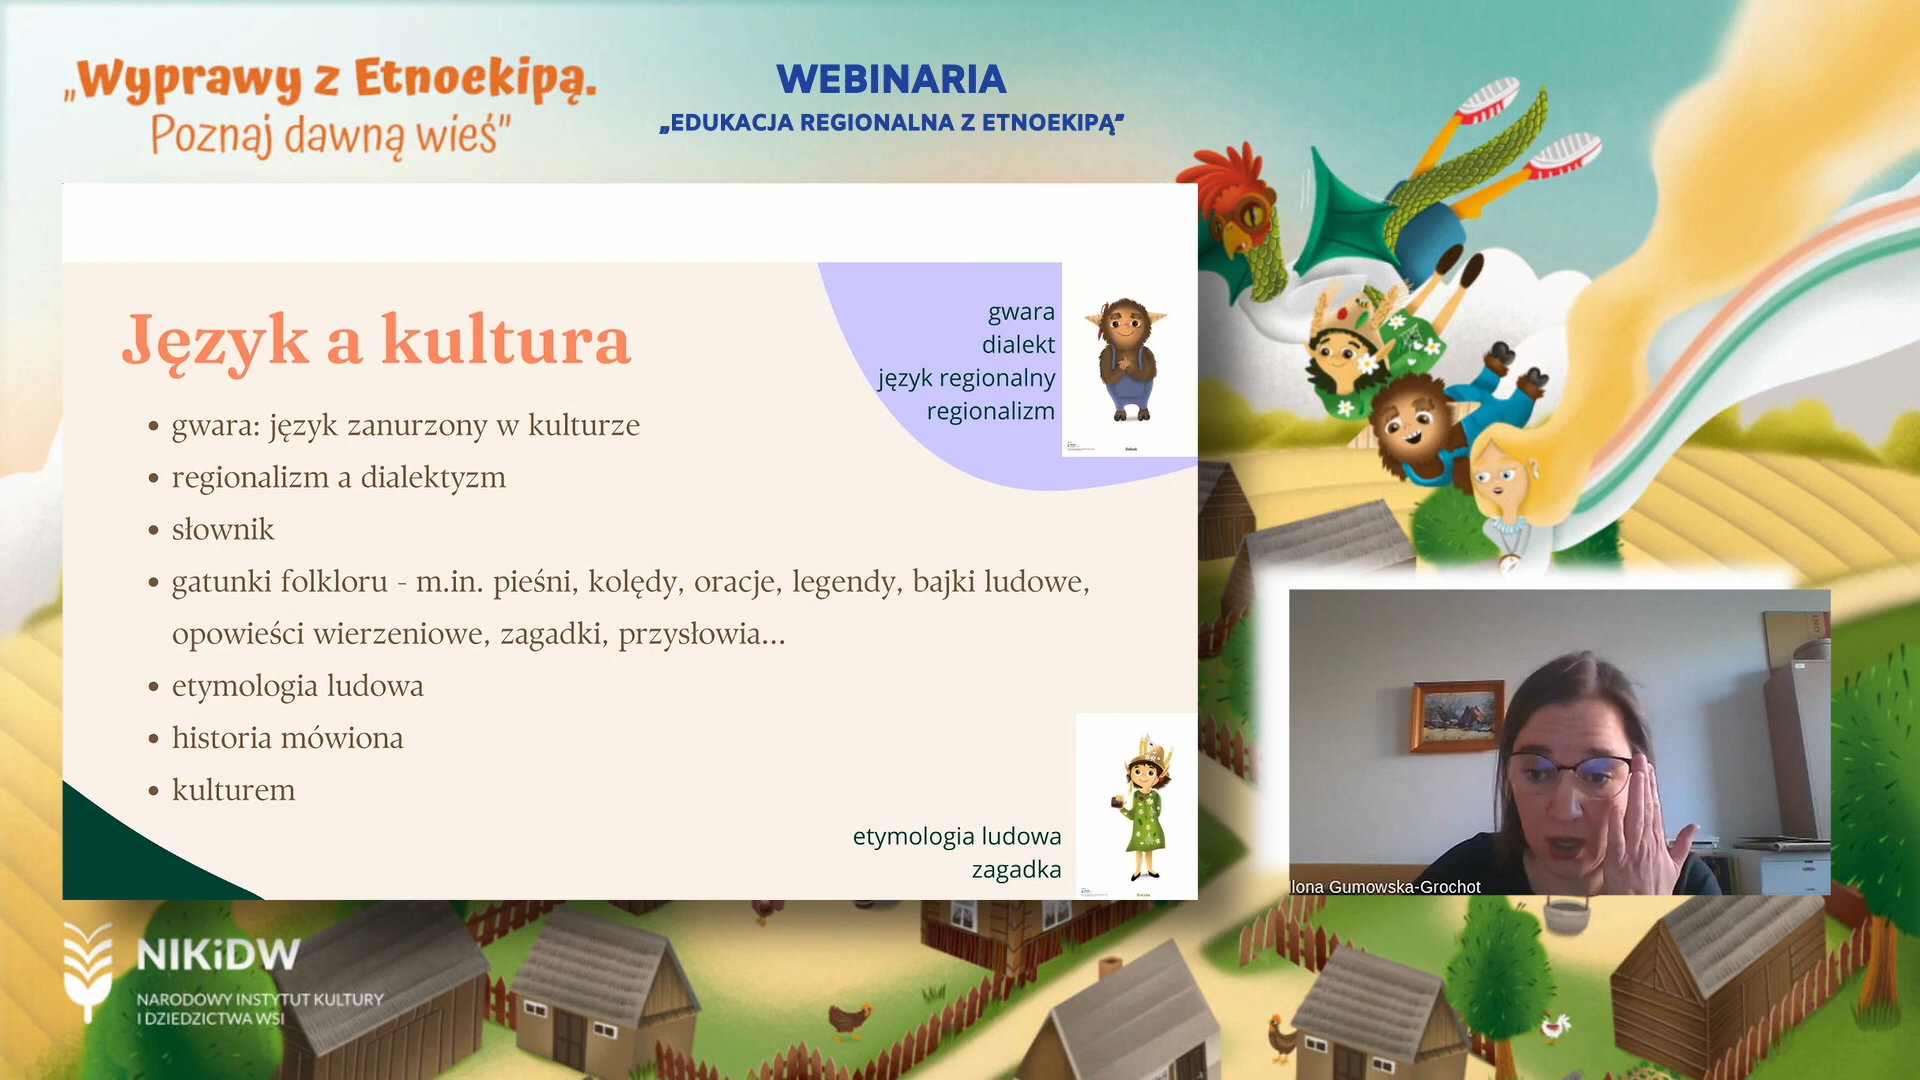 „Wyprawy z Etnoekipą.
Poznaj dawną wieś”
WEBINARIA
„EDUKACJA REGIONALNA Z ETNOEKIPĄ”
Język a kultura
gwara
dialekt
język regionalny
regionalizm
• gwara: język zanurzony w kulturze
• regionalizm a dialektyzm
• słownik
• gatunki folkloru - m.in. pieśni, kolędy, oracje, legendy, bajki ludowe,
opowieści wierzeniowe, zagadki, przysłowia...
• etymologia ludowa
• historia mówiona
• kulturem
etymologia ludowa
zagadka
Ilona Gumowska-Grochot
NIKiDW
NARODOWY INSTYTUT KULTURY
I DZIEDZICTWA WSI